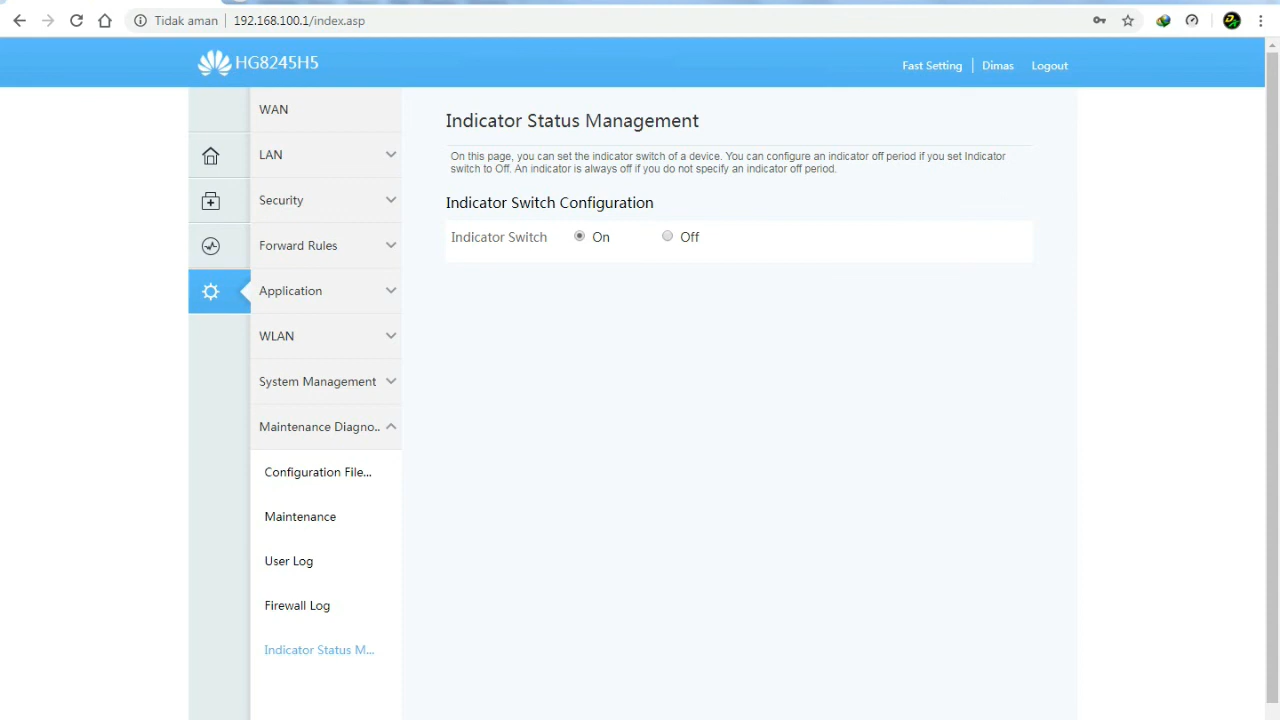 Tidak aman
192.168.100.1/index.asp
HG8245H5
Fast Setting
Dimas
Logout
WAN
LAN
Security
Forward Rules
Application
WLAN
System Management
Maintenance Diagno..
Configuration File...
Maintenance
User Log
Firewall Log
Indicator Status M...
Indicator Status Management
On this page, you can set the indicator switch of a device. You can configure an indicator off period if you set Indicator
switch to Off. An indicator is always off if you do not specify an indicator off period.
Indicator Switch Configuration
Indicator Switch On Off